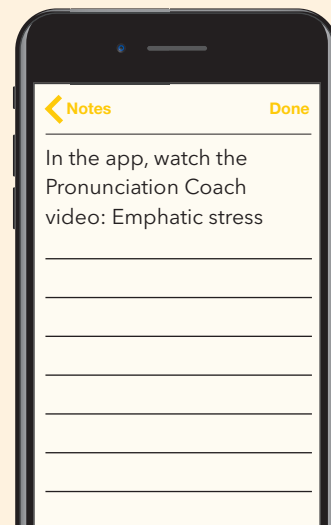 Notes Done
In the app, watch the
Pronunciation Coach
video: Emphatic stress